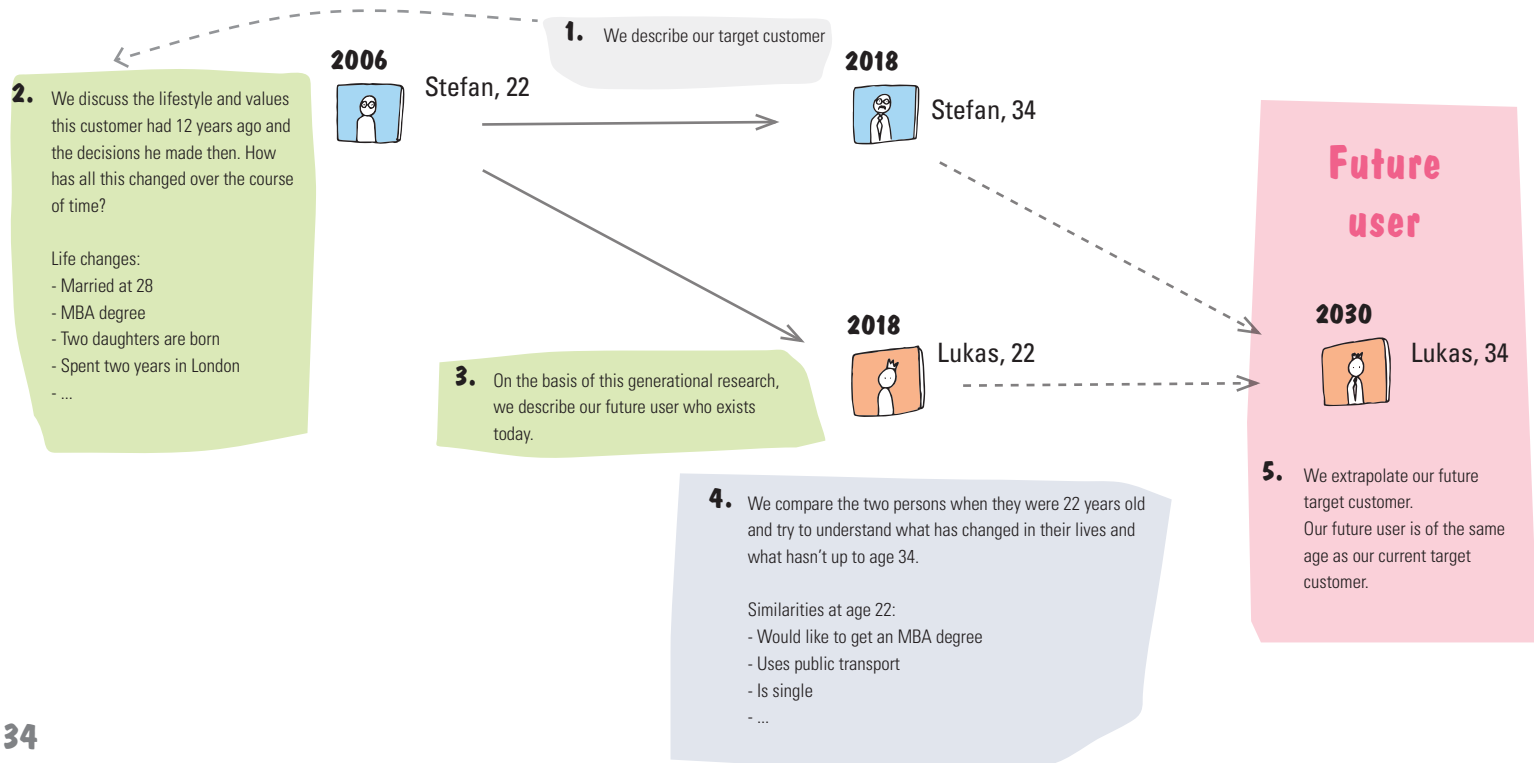 1. We describe our target customer
2006
Stefan, 22
2018
Stefan, 34
2. We discuss the lifestyle and values
this customer had 12 years ago and
the decisions he made then. How
has all this changed over the course
of time?
Life changes:
- Married at 28
- MBA degree
- Two daughters are born
- Spent two years in London
- ...
3. On the basis of this generational research,
we describe our future user who exists
today.
2018
Lukas, 22
4. We compare the two persons when they were 22 years old
and try to understand what has changed in their lives and
what hasn't up to age 34.
Similarities at age 22:
- Would like to get an MBA degree
- Uses public transport
- Is single
- ...
Future
user
2030
Lukas, 34
5. We extrapolate our future
target customer.
Our future user is of the same
age as our current target
customer.
34